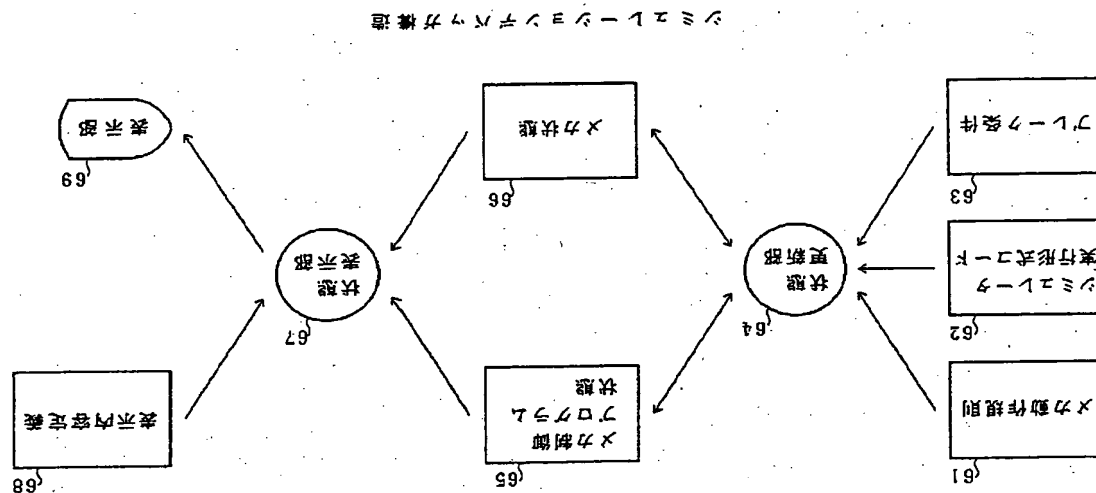 61
メカ動作規則
65
メカ制御
プログラム
状態
68
表示内容定義
62
シミュレータ
実行形式コード
64
状態
更新部
67
状態
表示部
63
ブレーク条件
66
メカ状態
69
表示部
シミュレーションデバッガ構造